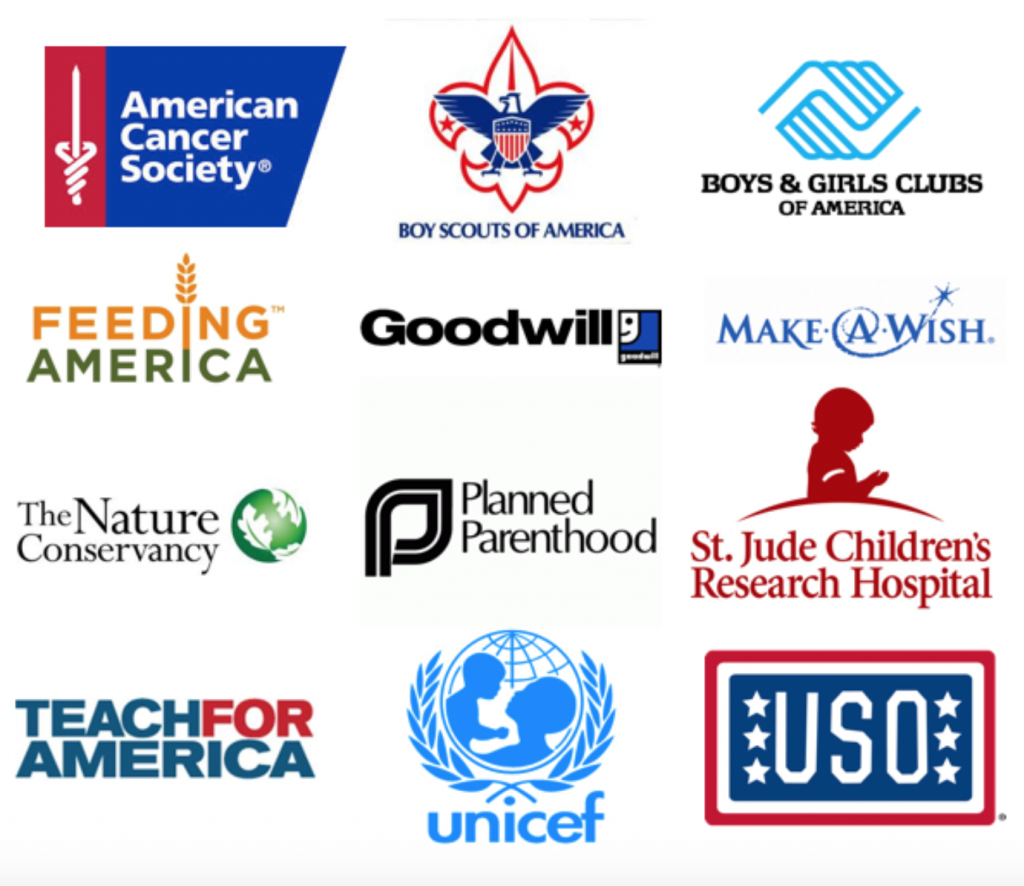 American
Cancer
Society®
BOY SCOUTS OF AMERICA
BOYS & GIRLS CLUBS
OF AMERICA
FEEDING™
AMERICA
Goodwill
g
goodwill
MAKE·A·WISH®
The Nature
Conservancy
Planned
Parenthood
St. Jude Children's
Research Hospital
TEACHFOR
AMERICA
unicef
USO
®